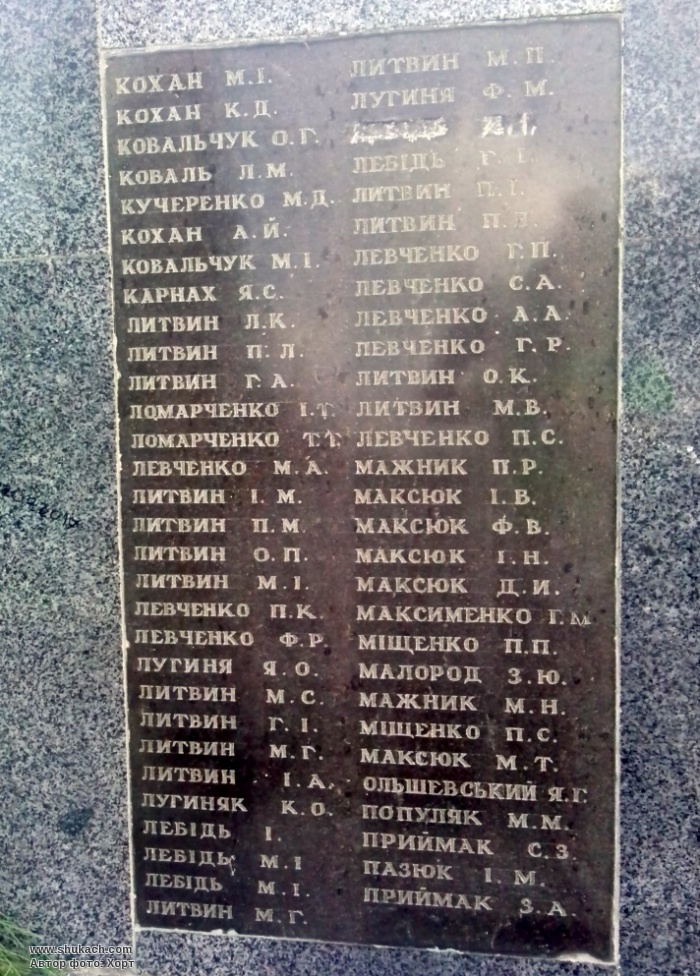 КОХАН М.І.
КОХАН К.Д.
КОВАЛЬЧУК О.Г.
КОВАЛЬ Л.М.
КУЧЕРЕНКО М.Д.
КОХАН А.Й.
КОВАЛЬЧУК М.І.
КАРНАХ Я.С.
ЛИТВИН Л.К.
ЛИТВИН П.Л.
ЛИТВИН Г.А.
ПОМАРЧЕНКО І.Т.
ПОМАРЧЕНКО Т.Т.
ЛЕВЧЕНКО М.А.
ЛИТВИН І.М.
ЛИТВИН П.М.
ЛИТВИН О.П.
ЛИТВИН М.І.
ЛЕВЧЕНКО П.К.
ЛЕВЧЕНКО Ф.Р.
ЛУГИНЯ Я.О.
ЛИТВИН М.С.
ЛИТВИН Г.І.
ЛИТВИН М.Г.
ЛИТВИН І.А.
ЛУГИНЯК К.О.
ЛЕБІДЬ І.
ЛЕБІДЬ М.І
ЛЕБІДЬ М.І.
ЛИТВИН М.Г.
ЛИТВИН М.П.
ЛУГИНЯ Ф.М.
ЛЕБІДЬ Г.І.
ЛИТВИН П.І.
ЛИТВИН
ЛЕВЧЕНКО Г.П.
ЛЕВЧЕНКО С.А.
ЛЕВЧЕНКО А.А.
ЛЕВЧЕНКО Г.Р.
ЛИТВИН О.К.
ЛИТВИН М.В.
ЛЕВЧЕНКО П.С.
МАЖНИК П.Р.
МАКСЮК І.В.
МАКСЮК Ф.В.
МАКСЮК І.Н.
МАКСЮК Д.И.
МАКСИМЕНКО Г.М
МІЩЕНКО П.П.
МАЛОРОД З.Ю.
МАЖНИК М.Н.
МІЩЕНКО П.С.
МАКСЮК М.Т.
ОЛЬШЕВСЬКИЙ Я.Г.
ПОПУЛЯК М.М.
ПРИЙМАК С.З.
ПАЗЮК І.М.
ПРИЙМАК З.А.
www.shukach.com
Автор фото: Хорт